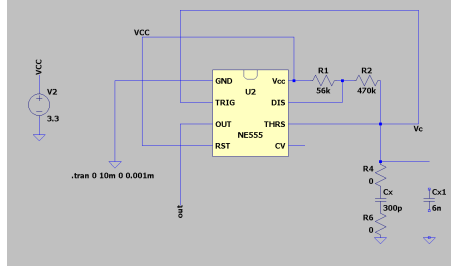 VCC
VCC
V2
3.3
GND
TRIG
OUT
RST
U2
NE555
Vcc
DIS
THRS
CV
R1
56k
R2
470k
Vc
.tran 0 10m 0 0.001m
out
R4
0
Cx
300p
R6
0
Cx1
6n